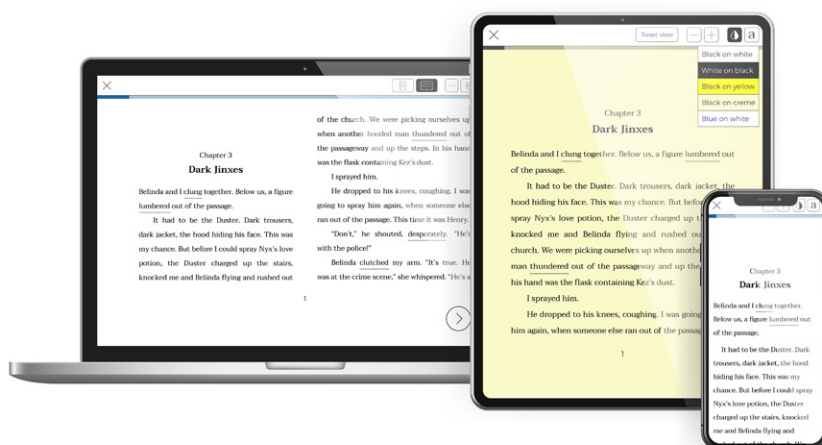 Chapter 3
Dark Jinxes
Belinda and I clung together. Below us, a figure
lumbered out of the passage.
It had to be the Duster. Dark trousers,
dark jacket, the hood hiding his face. This was
my chance. But before I could spray Nyx's love
potion, the Duster charged up the stairs,
knocked me and Belinda flying and rushed out
of the church. We were picking ourselves up
when another hooded man thundered out of
the passageway and up the steps. In his hand
was the flask containing Kez's dust.
I sprayed him.
He dropped to his knees, coughing. I was
going to spray him again, when someone else
ran out of the passage. This time it was Henry.
"Don't," he shouted, desperately. "He's
with the police!"
Belinda clutched my arm. "It's true. He
was at the crime scene," she whispered. "He's a
1
Reset view
a
Black on white
White on black
Black on yellow
Black on creme
Blue on white
Chapter 3
Dark Jinxes
Belinda and I clung together. Below us, a figure lumbered out
of the passage.
It had to be the Duster. Dark trousers, dark jacket, the
hood hiding his face. This was my chance. But before
spray Nyx's love potion, the Duster charged up
knocked me and Belinda flying and rushed
church. We were picking ourselves up when
man thundered out of the passageway and up the
his hand was the flask containing Kez's dust.
I sprayed him.
He dropped to his knees, coughing. I was going
him again, when someone else ran out of the
1
a
Chapter 3
Dark Jinxes
Belinda and I clung together.
Below us, a figure lumbered out
of the passage.
It had to be the Duster. Dark
trousers, dark jacket, the hood
hiding his face. This was my
chance. But before I could spray
Nyx's love potion, the Duster
charged up the stairs, knocked
me and Belinda flying and